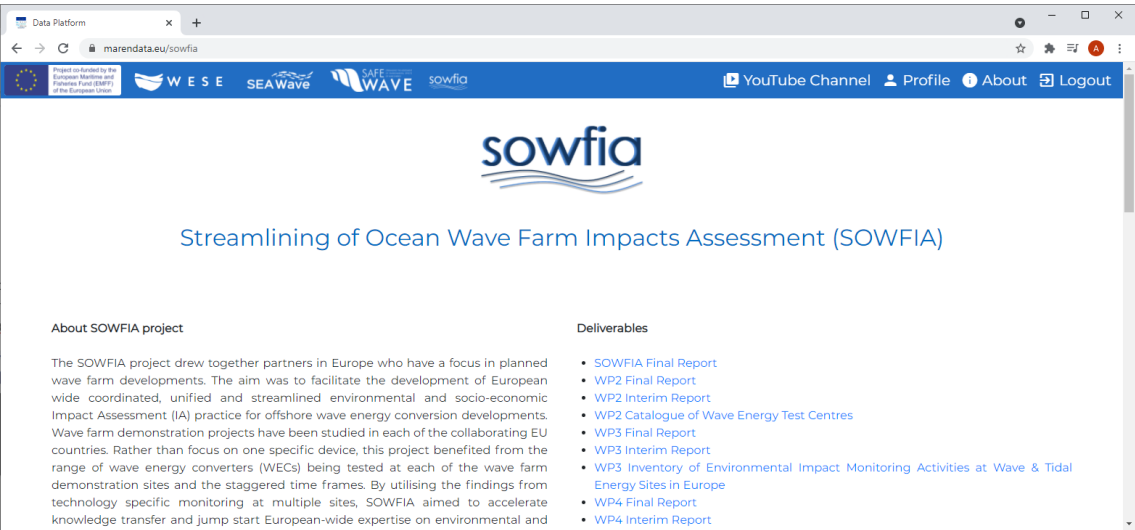 Data Platform
marendata.eu/sowfia
A
Project co-funded by the
European Maritime and
Fisheries Fund (EMFF)
of the European Union
WESE
SEAWave
SAFE
WAVE
sowfia
YouTube Channel
Profile
About
Logout
sowfia
Streamlining of Ocean Wave Farm Impacts Assessment (SOWFIA)
About SOWFIA project
The SOWFIA project drew together partners in Europe who have a focus in planned
wave farm developments. The aim was to facilitate the development of European
wide coordinated, unified and streamlined environmental and socio-economic
Impact Assessment (IA) practice for offshore wave energy conversion developments.
Wave farm demonstration projects have been studied in each of the collaborating EU
countries. Rather than focus on one specific device, this project benefited from the
range of wave energy converters (WECs) being tested at each of the wave farm
demonstration sites and the staggered time frames. By utilising the findings from
technology specific monitoring at multiple sites, SOWFIA aimed to accelerate
knowledge transfer and jump start European-wide expertise on environmental and
Deliverables
SOWFIA Final Report
WP2 Final Report
WP2 Interim Report
WP2 Catalogue of Wave Energy Test Centres
WP3 Final Report
WP3 Interim Report
WP3 Inventory of Environmental Impact Monitoring Activities at Wave & Tidal
Energy Sites in Europe
WP4 Final Report
WP4 Interim Report